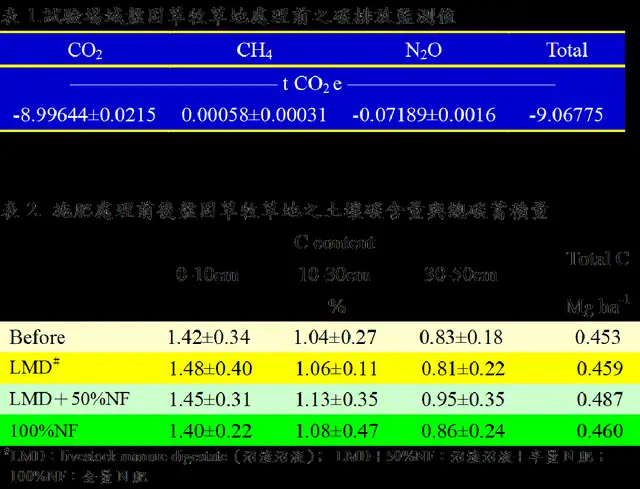 表 1.試驗場域盤固草牧草地處理前之碳排放監測值
CO2 CH4 N2O Total
t CO2 e
-8.99644±0.0215 0.00058±0.00031 -0.07189±0.0016 -9.06775
表 2. 施肥處理前後盤固草牧草地之土壤碳含量與總碳蓄積量
C content
0-10cm 10-30cm 30-50cm Total C
% Mg ha-1
Before 1.42±0.34 1.04±0.27 0.83±0.18 0.453
LMD# 1.48±0.40 1.06±0.11 0.81±0.22 0.459
LMD＋50%NF 1.45±0.31 1.13±0.35 0.95±0.35 0.487
100%NF 1.40±0.22 1.08±0.47 0.86±0.24 0.460
#LMD：livestock manure digestate (沼渣沼液)； LMD+50%NF：沼渣沼液+半量 N 肥；
100%NF：全量 N 肥